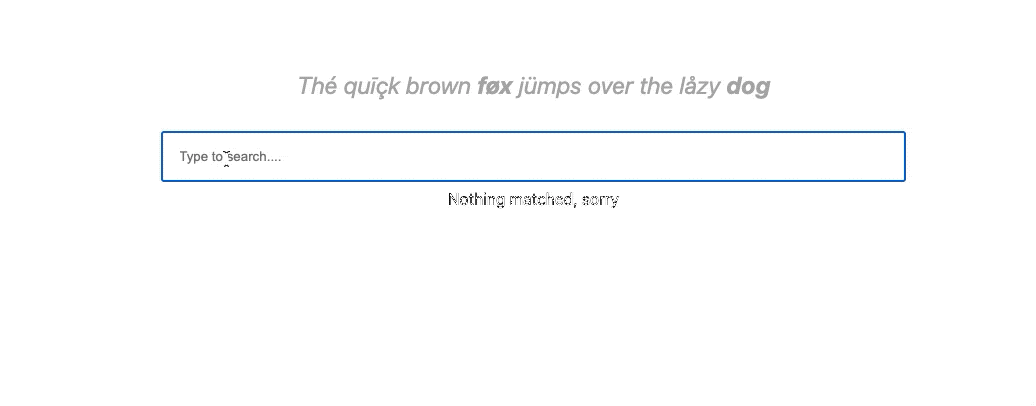 Thé quīçk brown føx jümps over the låzy dog
Type to search....
Nothing matched, sorry